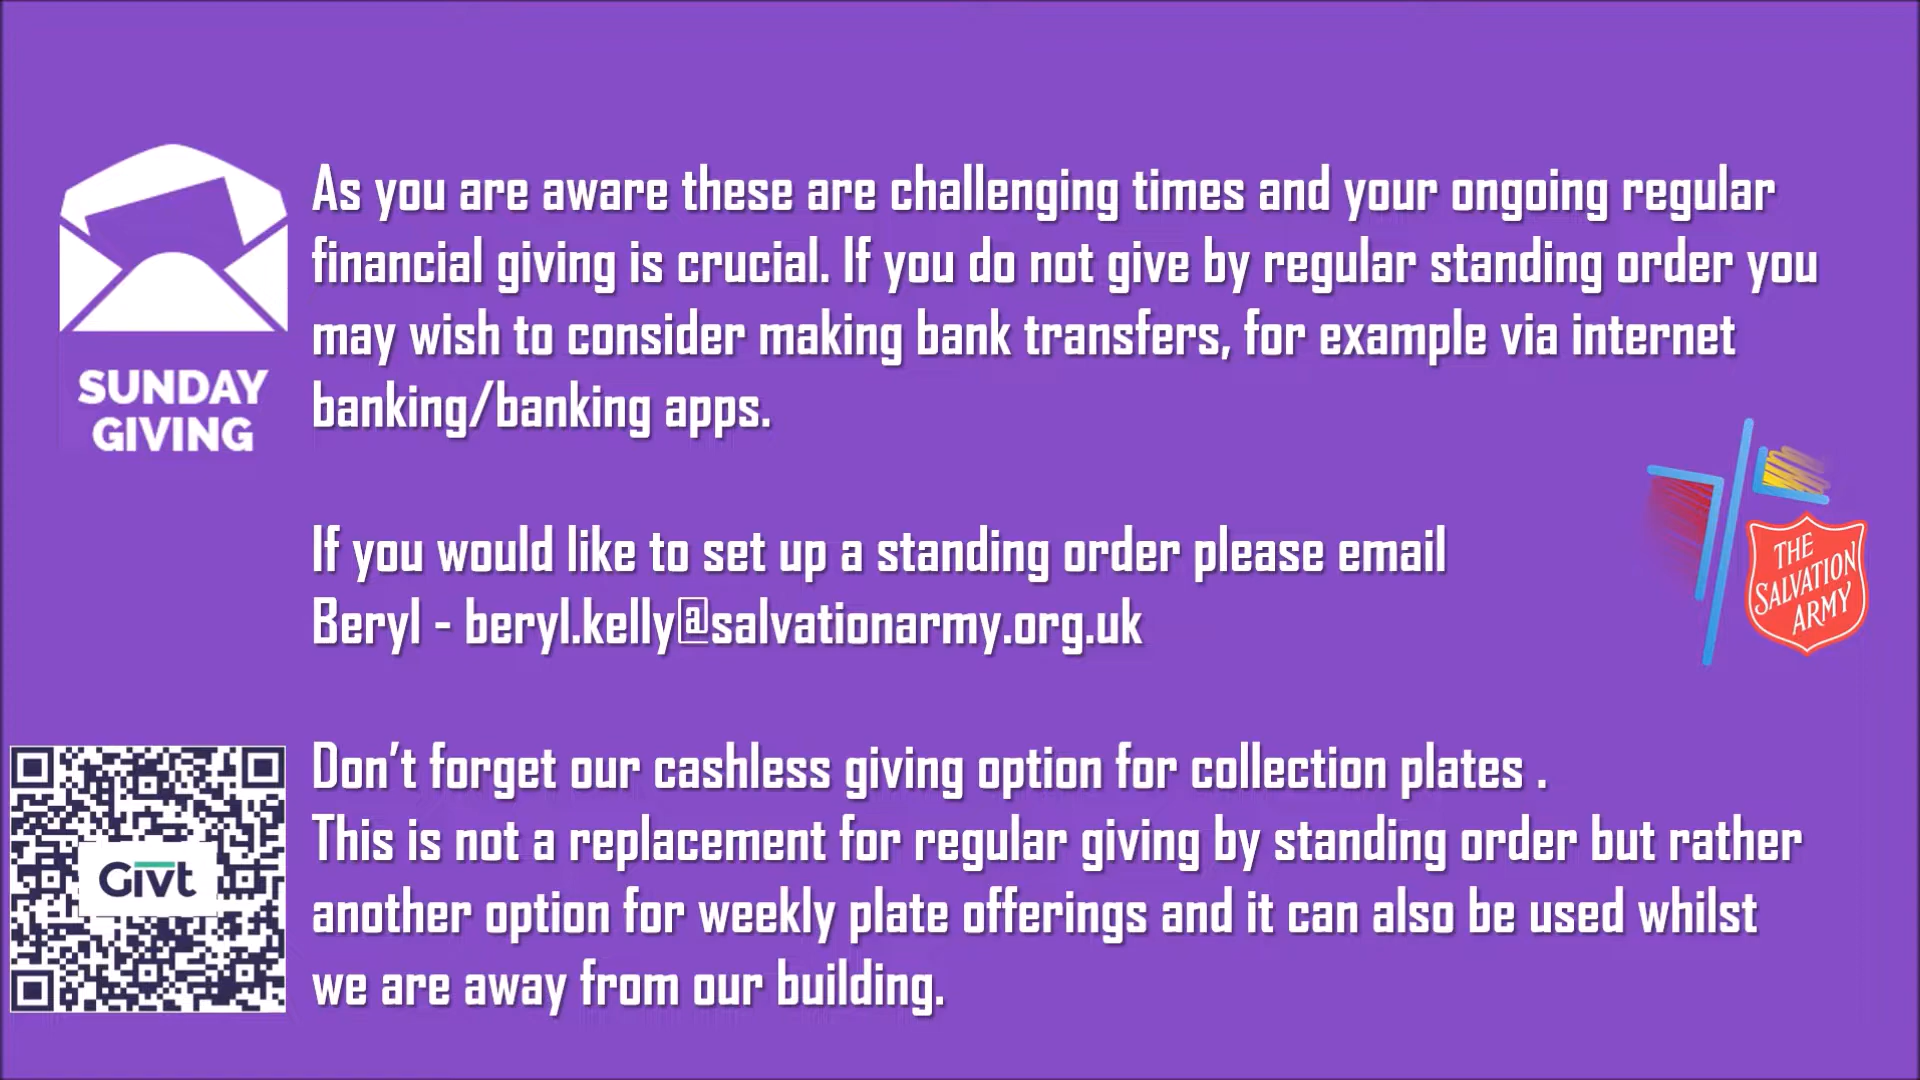 As you are aware these are challenging times and your ongoing regular
financial giving is crucial. If you do not give by regular standing order you
may wish to consider making bank transfers, for example via internet
banking/banking apps.
SUNDAY
GIVING
If you would like to set up a standing order please email
Beryl - beryl.kelly@salvationarmy.org.uk
THE
SALVATION
ARMY
Don't forget our cashless giving option for collection plates .
This is not a replacement for regular giving by standing order but rather
another option for weekly plate offerings and it can also be used whilst
we are away from our building.
Givt